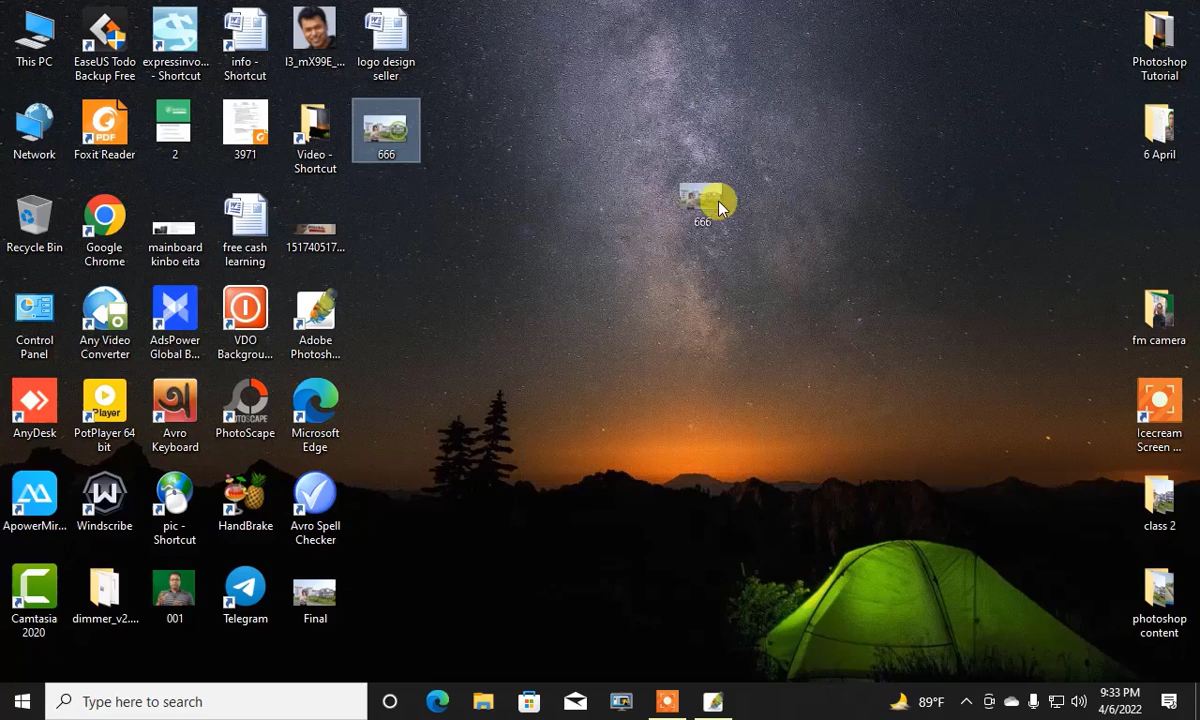 This PC
EaseUS Todo
Backup Free
expressinvo...
- Shortcut
info -
Shortcut
l3_mX99E_...
logo design
seller
Network
Foxit Reader
PDF
2
3971
Video -
Shortcut
666
666
Recycle Bin
Google
Chrome
mainboard
kinbo eita
free cash
learning
151740517...
Control
Panel
Any Video
Converter
AdsPower
Global B...
VDO
Backgrou...
Adobe
Photosh...
AnyDesk
Player
PotPlayer 64
bit
অ
Avro
Keyboard
PhotoScape
Microsoft
Edge
ApowerMir...
Windscribe
pic -
Shortcut
HandBrake
Avro Spell
Checker
Camtasia
2020
dimmer_v2....
001
Telegram
Final
Photoshop
Tutorial
6 April
fm camera
Icecream
Screen ...
class 2
photoshop
content
Type here to search
89°F
9:33 PM
4/6/2022